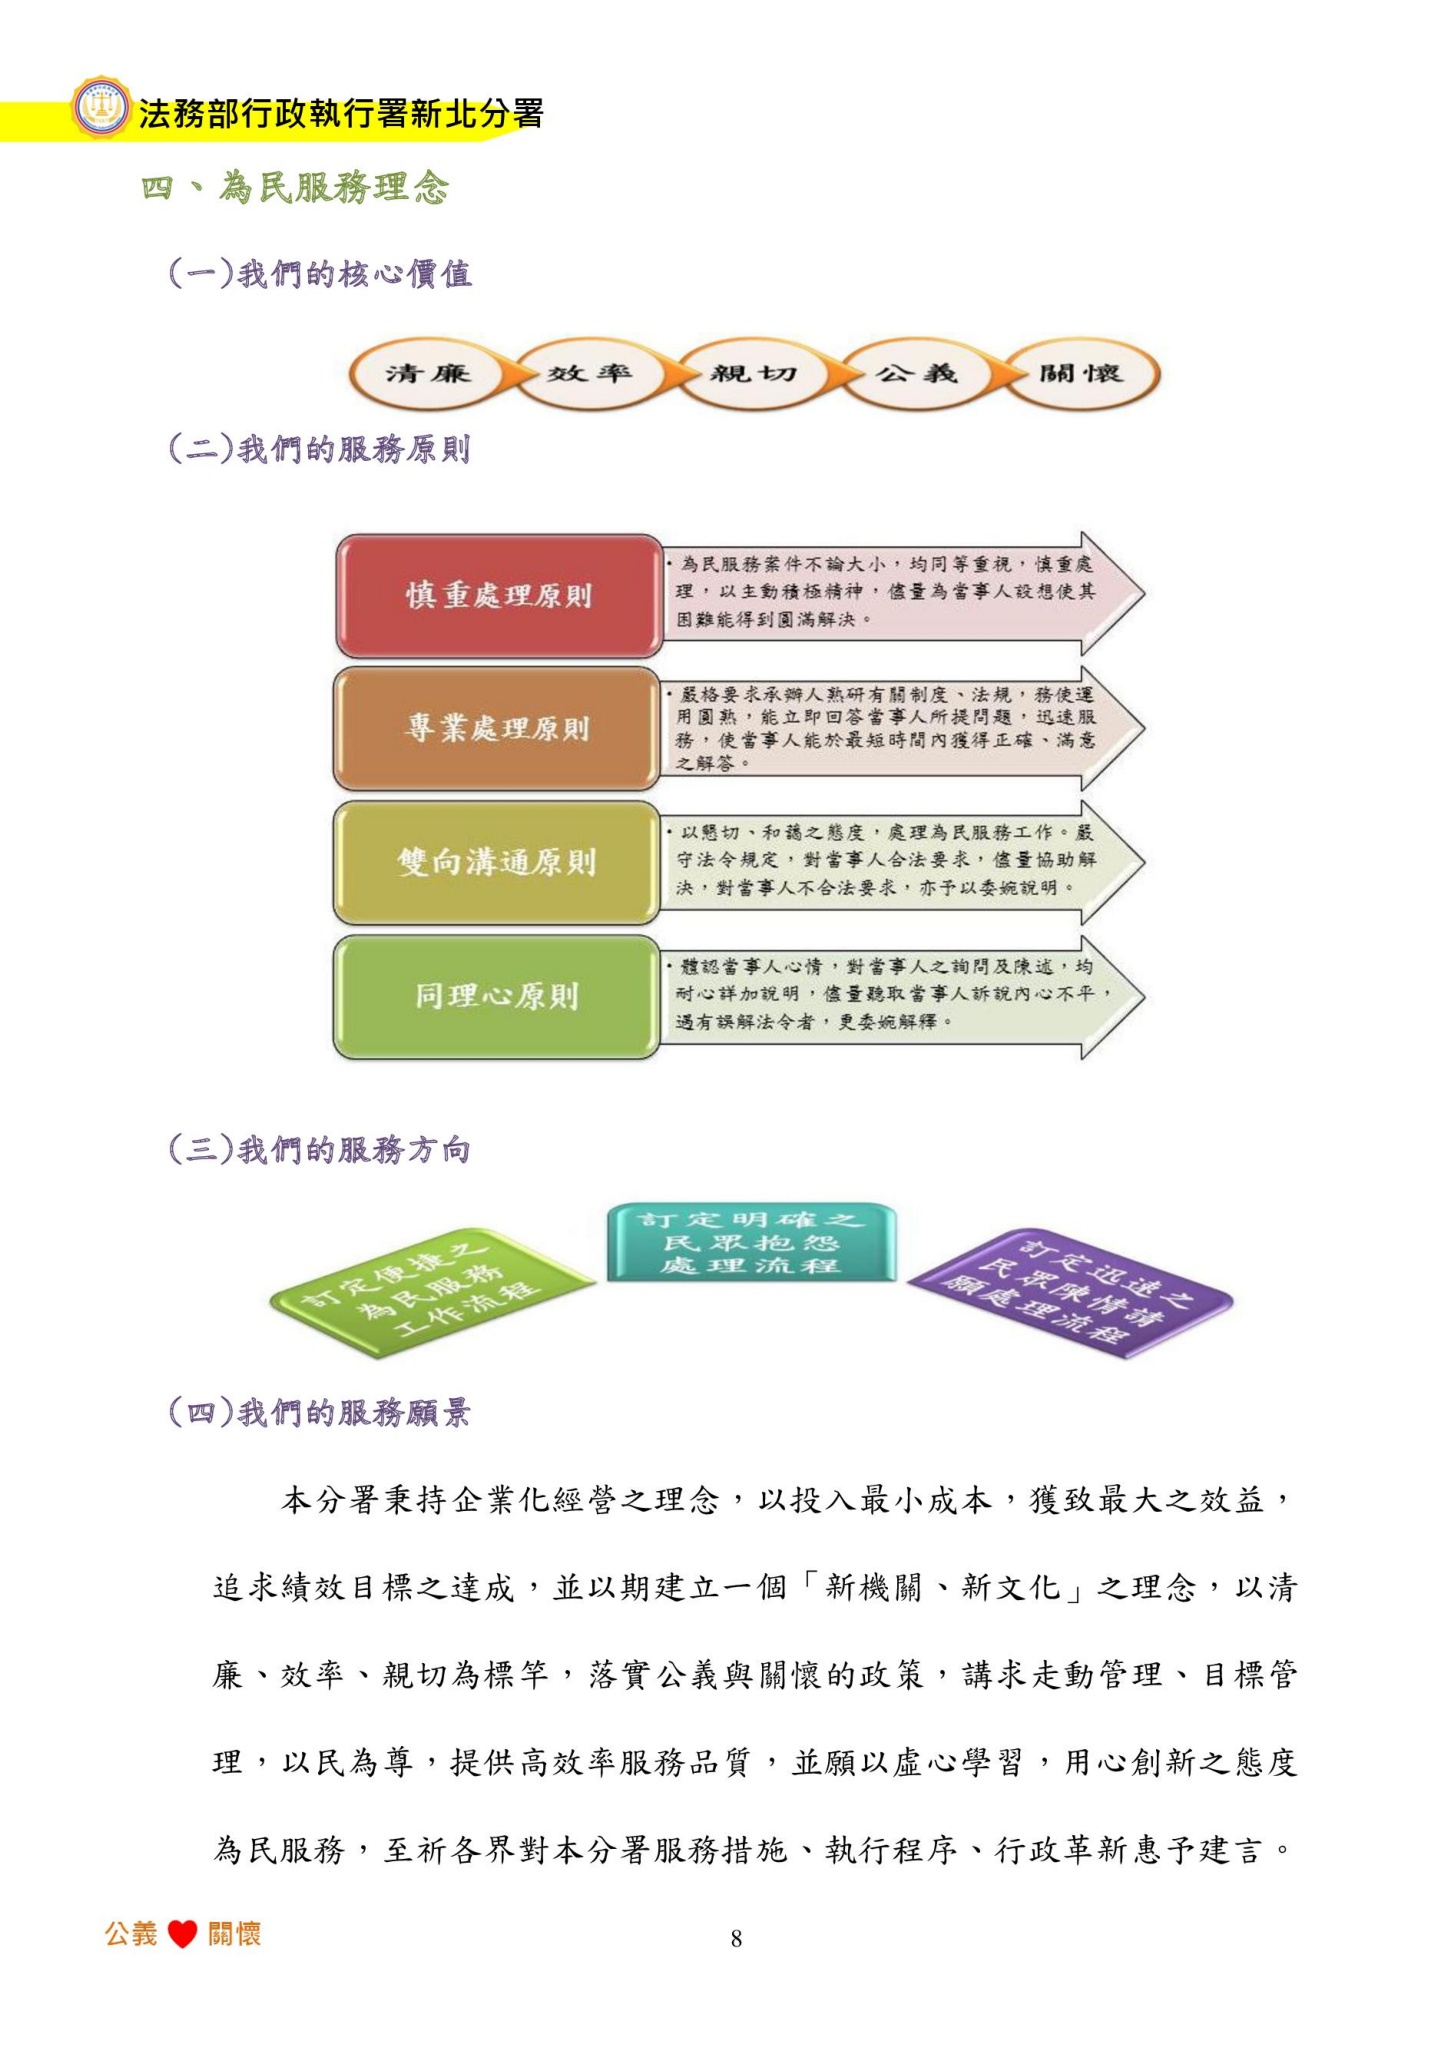 法務部行政執行署新北分署
四、為民服務理念
(一)我們的核心價值
清廉 效率 親切 公義 關懷
(二)我們的服務原則
慎重處理原則
•為民服務案件不論大小，均同等重視，慎重處
理，以主動積極精神，儘量為當事人設想使其
困難能得到圓滿解決。
專業處理原則
•嚴格要求承辦人熟研有關制度、法規，務使運
用圓熟，能立即回答當事人所提問題，迅速服
務，使當事人能於最短時間內獲得正確、滿意
之解答。
雙向溝通原則
•以懇切、和藹之態度，處理為民服務工作。嚴
守法令規定，對當事人合法要求，儘量協助解
決，對當事人不合法要求，亦予以委婉說明。
同理心原則
•體認當事人心情，對當事人之詢問及陳述，均
耐心詳加說明，儘量聽取當事人訴說內心不平，
遇有誤解法令者，更委婉解釋。
(三)我們的服務方向
訂定便捷之
為民服務
工作流程
訂定明確之
民眾抱怨
處理流程
訂定迅速之
民眾陳情請
願處理流程
(四)我們的服務願景
本分署秉持企業化經營之理念，以投入最小成本，獲致最大之效益，
追求績效目標之達成，並以期建立一個「新機關、新文化」之理念，以清
廉、效率、親切為標竿，落實公義與關懷的政策，講求走動管理、目標管
理，以民為尊，提供高效率服務品質，並願以虛心學習，用心創新之態度
為民服務，至祈各界對本分署服務措施、執行程序、行政革新惠予建言。
公義 關懷
8